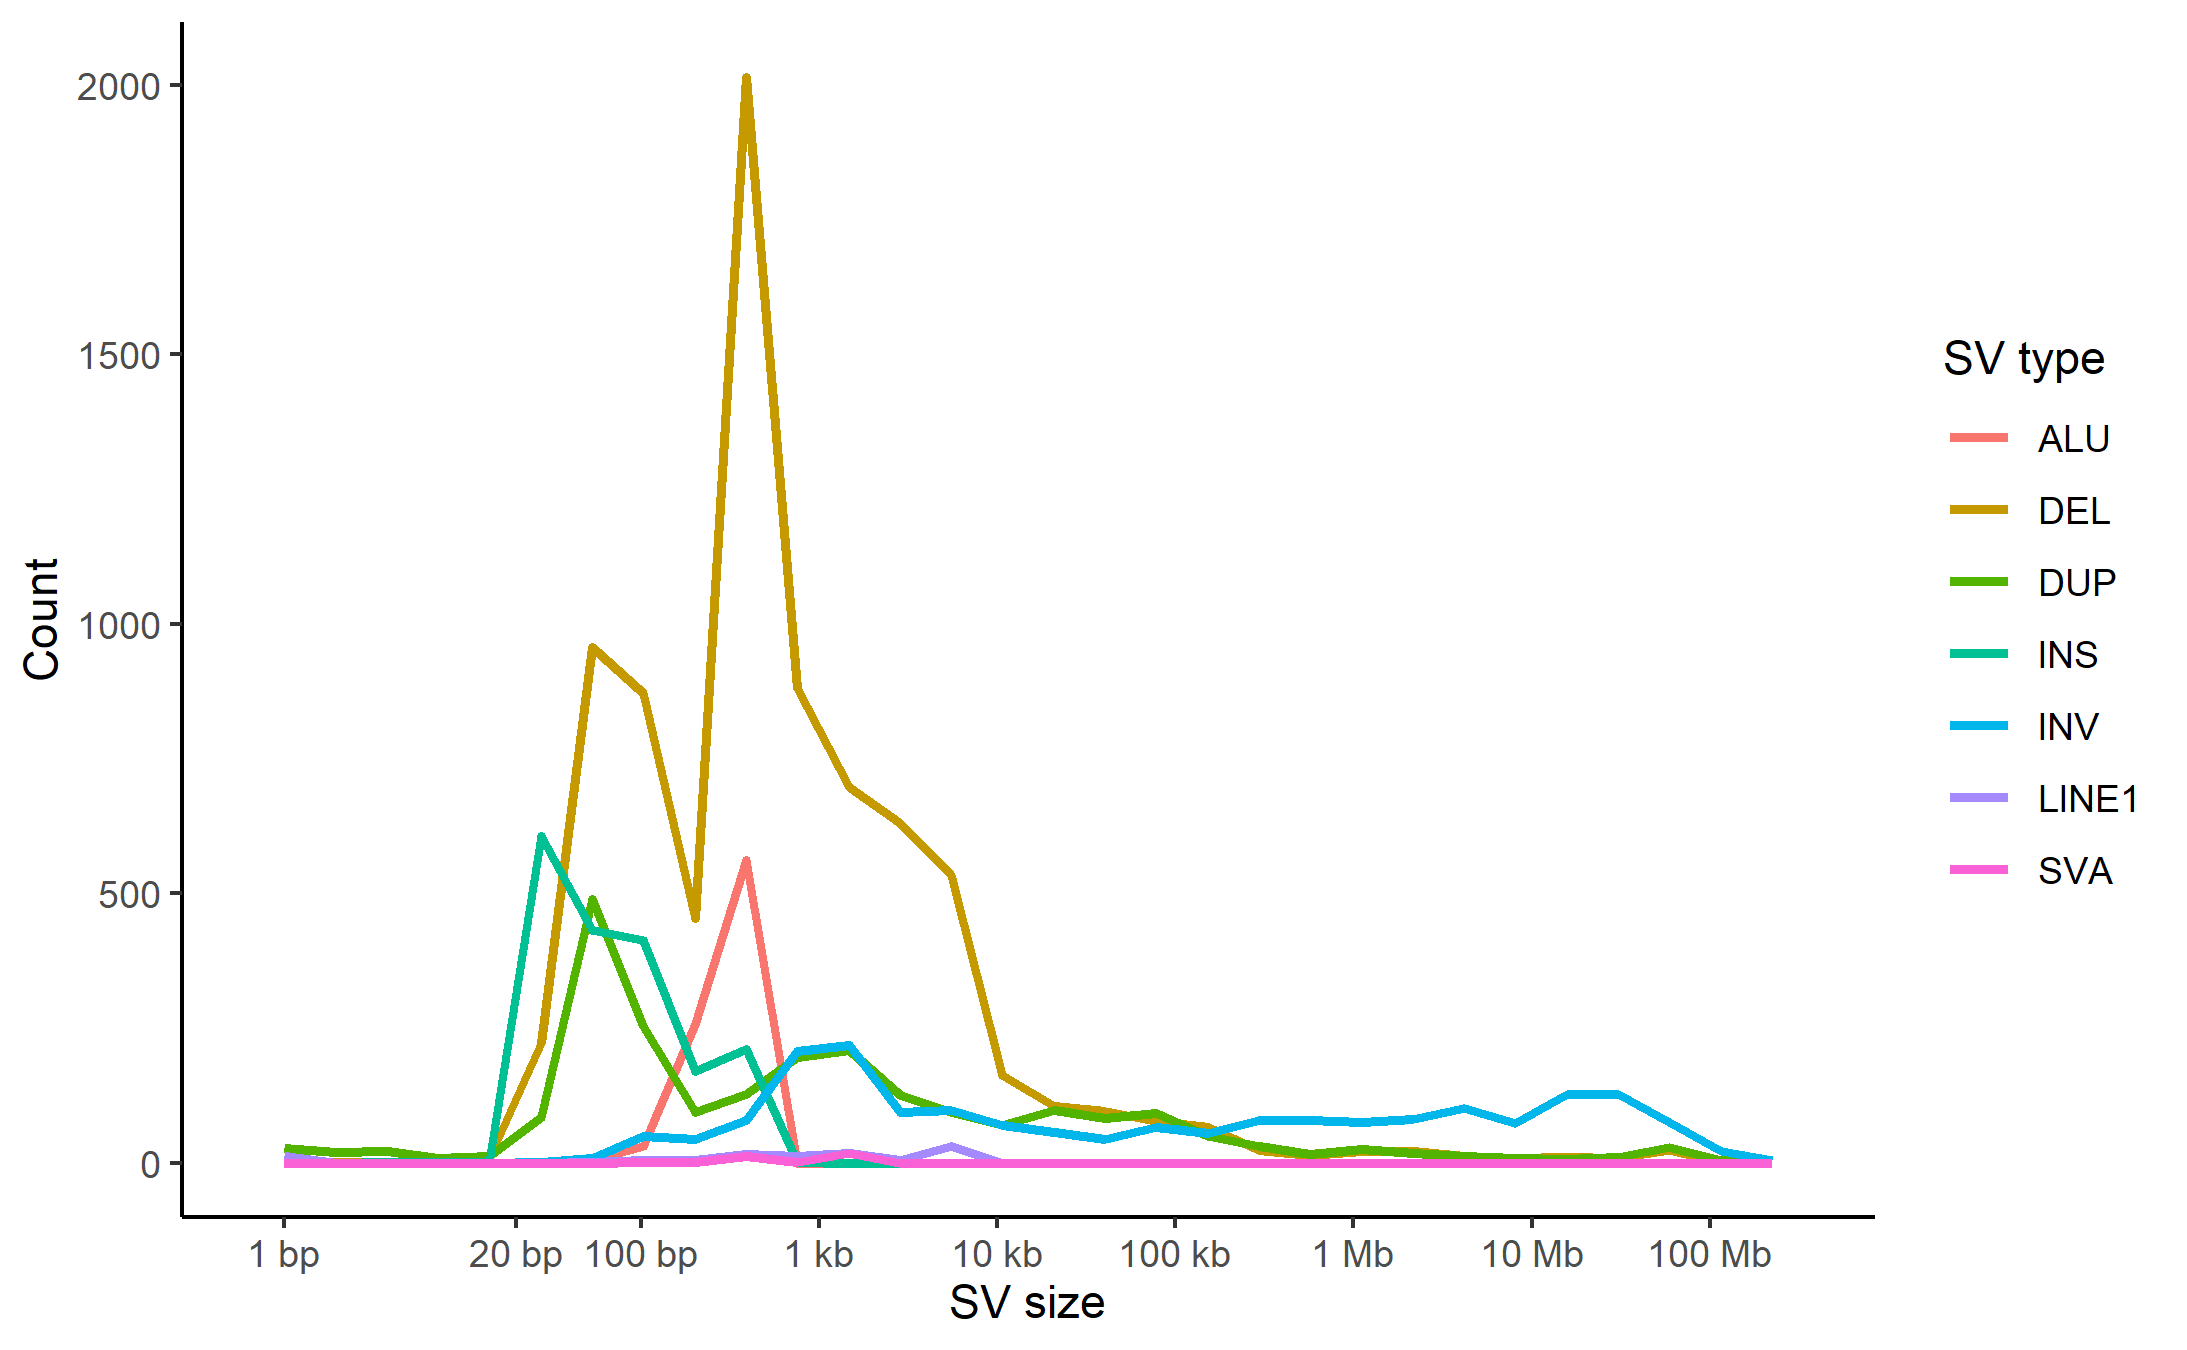 2000
1500
1000
500
0
Count
1 bp 20 bp 100 bp 1 kb 10 kb 100 kb 1 Mb 10 Mb 100 Mb
SV size
SV type
ALU
DEL
DUP
INS
INV
LINE1
SVA